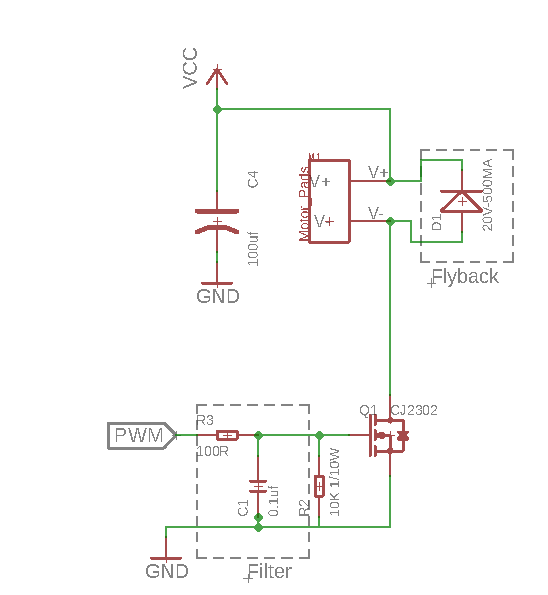 VCC
C4
100uf
GND
M1
Motor_Pads
V+
V+
V+
V-
D1
20V-500MA
Flyback
Q1
CJ2302
PWM
R3
100R
C1
0.1uf
R2
10K 1/10W
GND
Filter